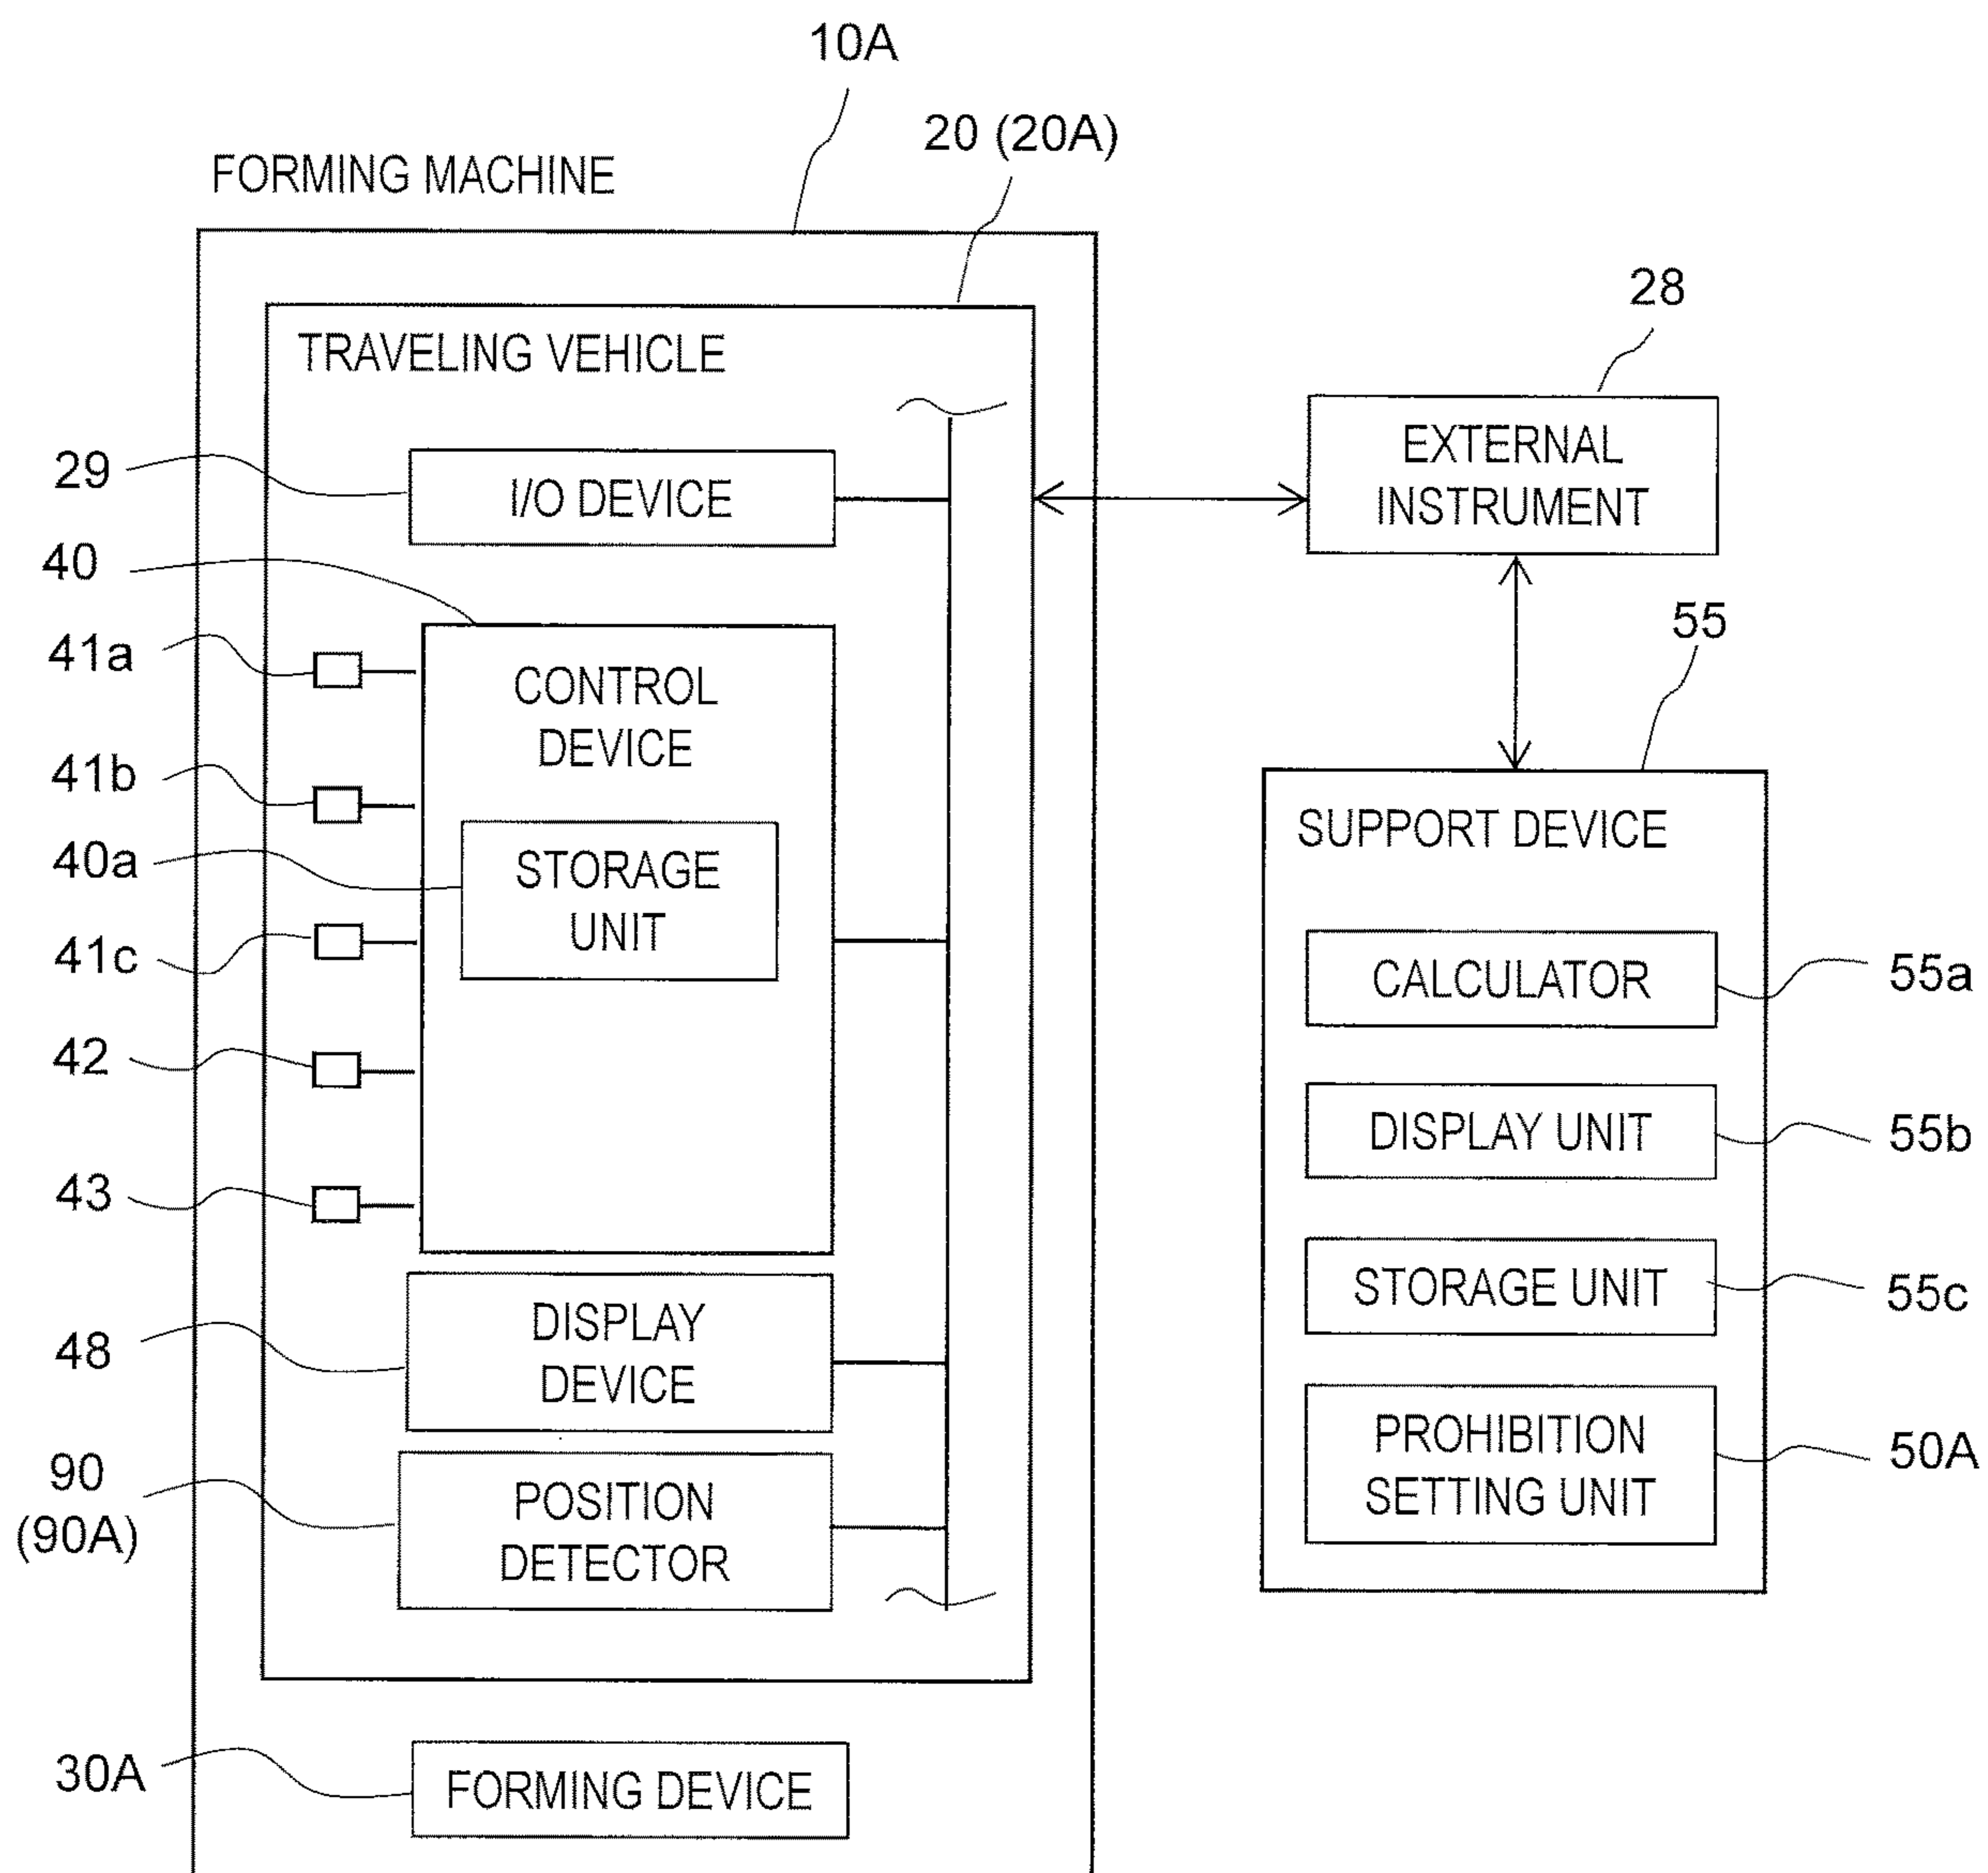 10A
20 (20A)
FORMING MACHINE
28
TRAVELING VEHICLE
EXTERNAL
INSTRUMENT
29
I/O DEVICE
40
55
41a
CONTROL
DEVICE
41b
SUPPORT DEVICE
40a
STORAGE
UNIT
41c
CALCULATOR
55a
42
DISPLAY UNIT
55b
43
STORAGE UNIT
55c
48
DISPLAY
DEVICE
PROHIBITION
SETTING UNIT
50A
90
(90A)
POSITION
DETECTOR
30A
FORMING DEVICE